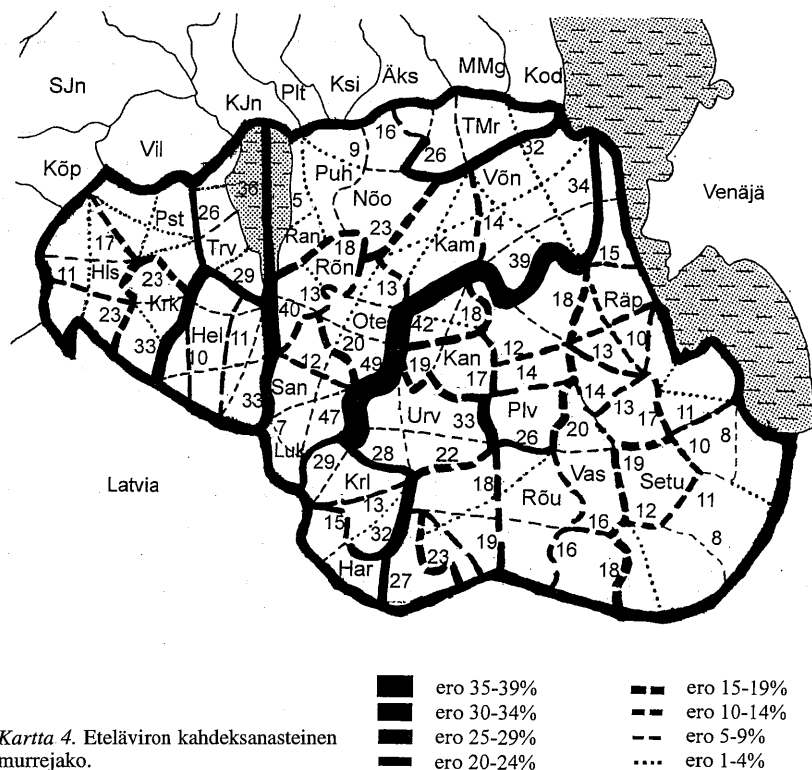 SJn
KJn
Plt
Ksi
Äks
MMg
Kod
Köp
Vil
TMr
Venäjä
16
9
26
32
Puh
Võn
34
Pst
26
36
Nõo
5
14
17
Trv
Ran
18
23
Kam
39
15
11
Hls
23
29
Rõn
13
18
Räp
KrK
23
13
40
Ote
42
18
10
33
Hel
10
11
20
12
49
19
Kan
12
13
14
17
14
13
17
11
San
33
47
Urv
33
Plv
20
10
8
7
26
Luk
29
28
22
19
Vas
Setu
11
Latvia
Krl
13
18
Rõu
12
15
32
16
8
Har
19
16
23
18
27
Kartta 4. Eteläviron kahdeksanasteinen
murrejako.
ero 35-39%
ero 30-34%
ero 25-29%
ero 20-24%
ero 15-19%
ero 10-14%
ero 5-9%
ero 1-4%